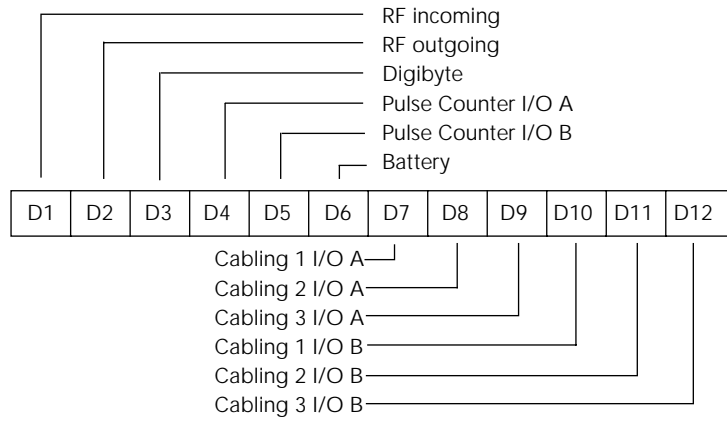 RF incoming
RF outgoing
Digibyte
Pulse Counter I/O A
Pulse Counter I/O B
Battery
D1 D2 D3 D4 D5 D6 D7 D8 D9 D10 D11 D12
Cabling 1 I/O A
Cabling 2 I/O A
Cabling 3 I/O A
Cabling 1 I/O B
Cabling 2 I/O B
Cabling 3 I/O B